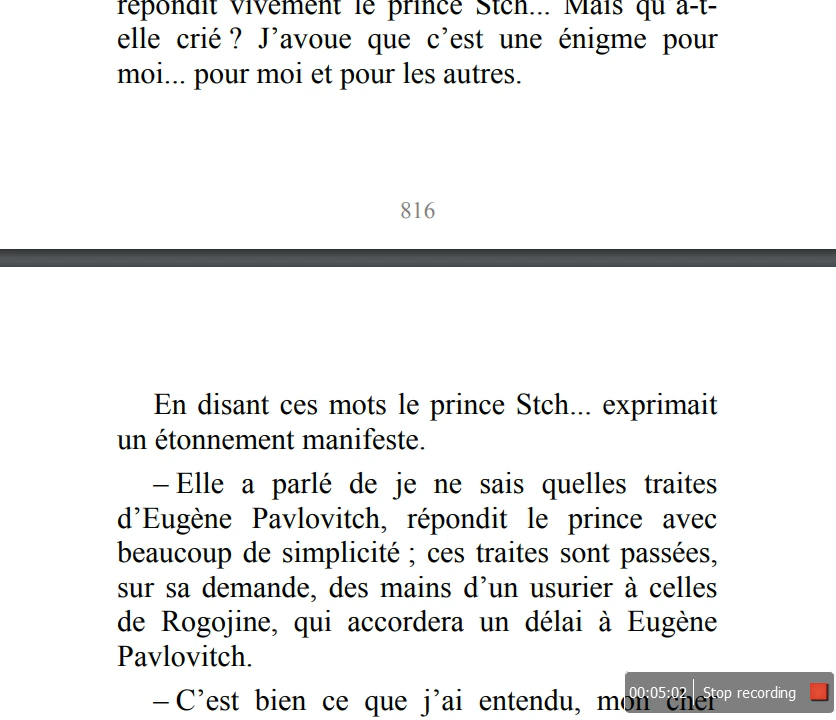 répondit vivement le prince Stch... Mais qu'a-t-
elle crié ? J’avoue que c’est une énigme pour
moi... pour moi et pour les autres.
816
En disant ces mots le prince Stch... exprimait
un étonnement manifeste.
– Elle a parlé de je ne sais quelles traites
d’Eugène Pavlovitch, répondit le prince avec
beaucoup de simplicité ; ces traites sont passées,
sur sa demande, des mains d’un usurier à celles
de Rogojine, qui accordera un délai à Eugène
Pavlovitch.
– C’est bien ce que j’ai entendu, mon cher
00:05:02 Stop recording